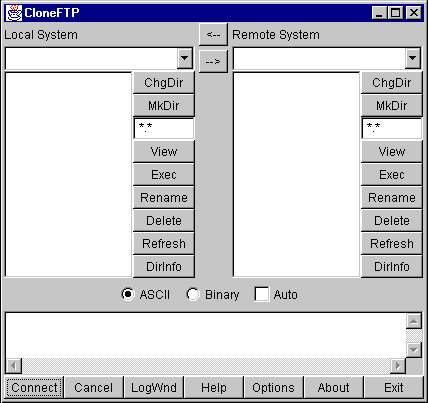 CloneFTP
Local System
<--
Remote System
-->
ChgDir
MkDir
*.*
View
Exec
Rename
Delete
Refresh
DirInfo
ChgDir
MkDir
*.*
View
Exec
Rename
Delete
Refresh
DirInfo
ASCII Binary Auto
Connect Cancel LogWnd Help Options About Exit